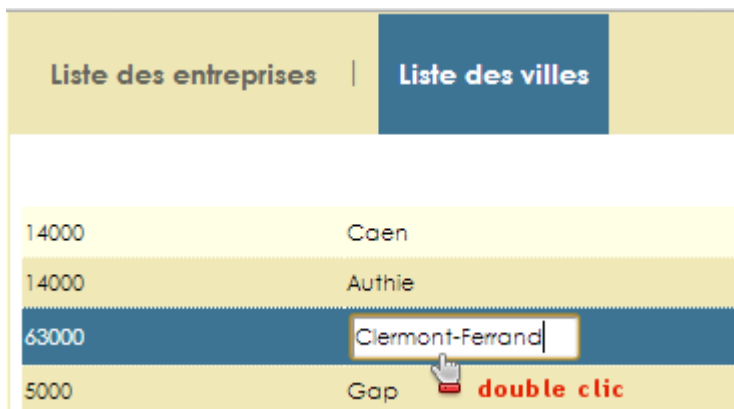 Liste des entreprises | Liste des villes
14000 Caen
14000 Authie
63000 Clermont-Ferrand
5000 Gap double clic